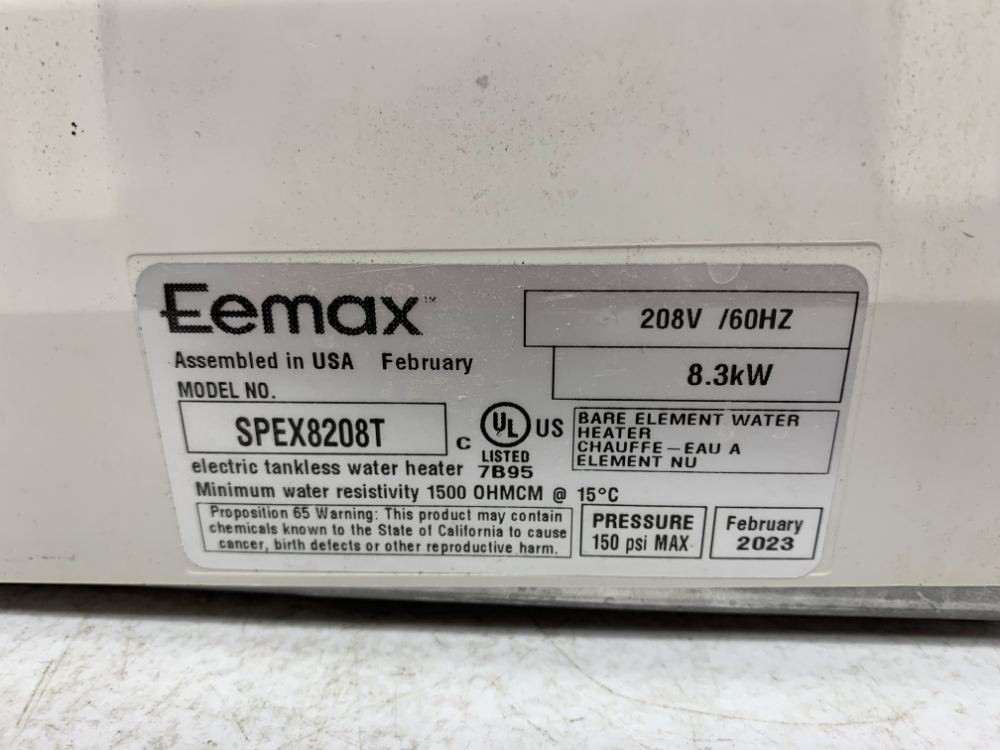 Eemax™
208V /60HZ
Assembled in USA February
8.3kW
MODEL NO.
SPEX8208T
C UL US
LISTED
7B95
BARE ELEMENT WATER
HEATER
CHAUFFE-EAU A
ELEMENT NU
electric tankless water heater
Minimum water resistivity 1500 OHMCM @ 15°C
Proposition 65 Warning: This product may contain
chemicals known to the State of California to cause
cancer, birth defects or other reproductive harm.
PRESSURE
150 psi MAX
February
2023